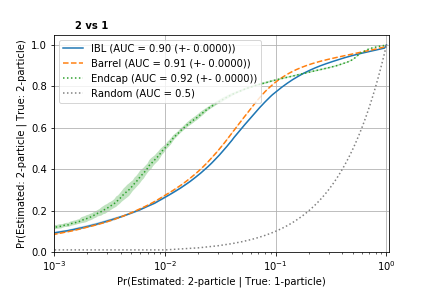 2 vs 1
IBL (AUC = 0.90 (+- 0.0000))
Barrel (AUC = 0.91 (+- 0.0000))
Endcap (AUC = 0.92 (+- 0.0000))
Random (AUC = 0.5)
Pr(Estimated: 2-particle | True: 2-particle)
1.0
0.8
0.6
0.4
0.2
0.0
10⁻³ 10⁻² 10⁻¹ 10⁰
Pr(Estimated: 2-particle | True: 1-particle)